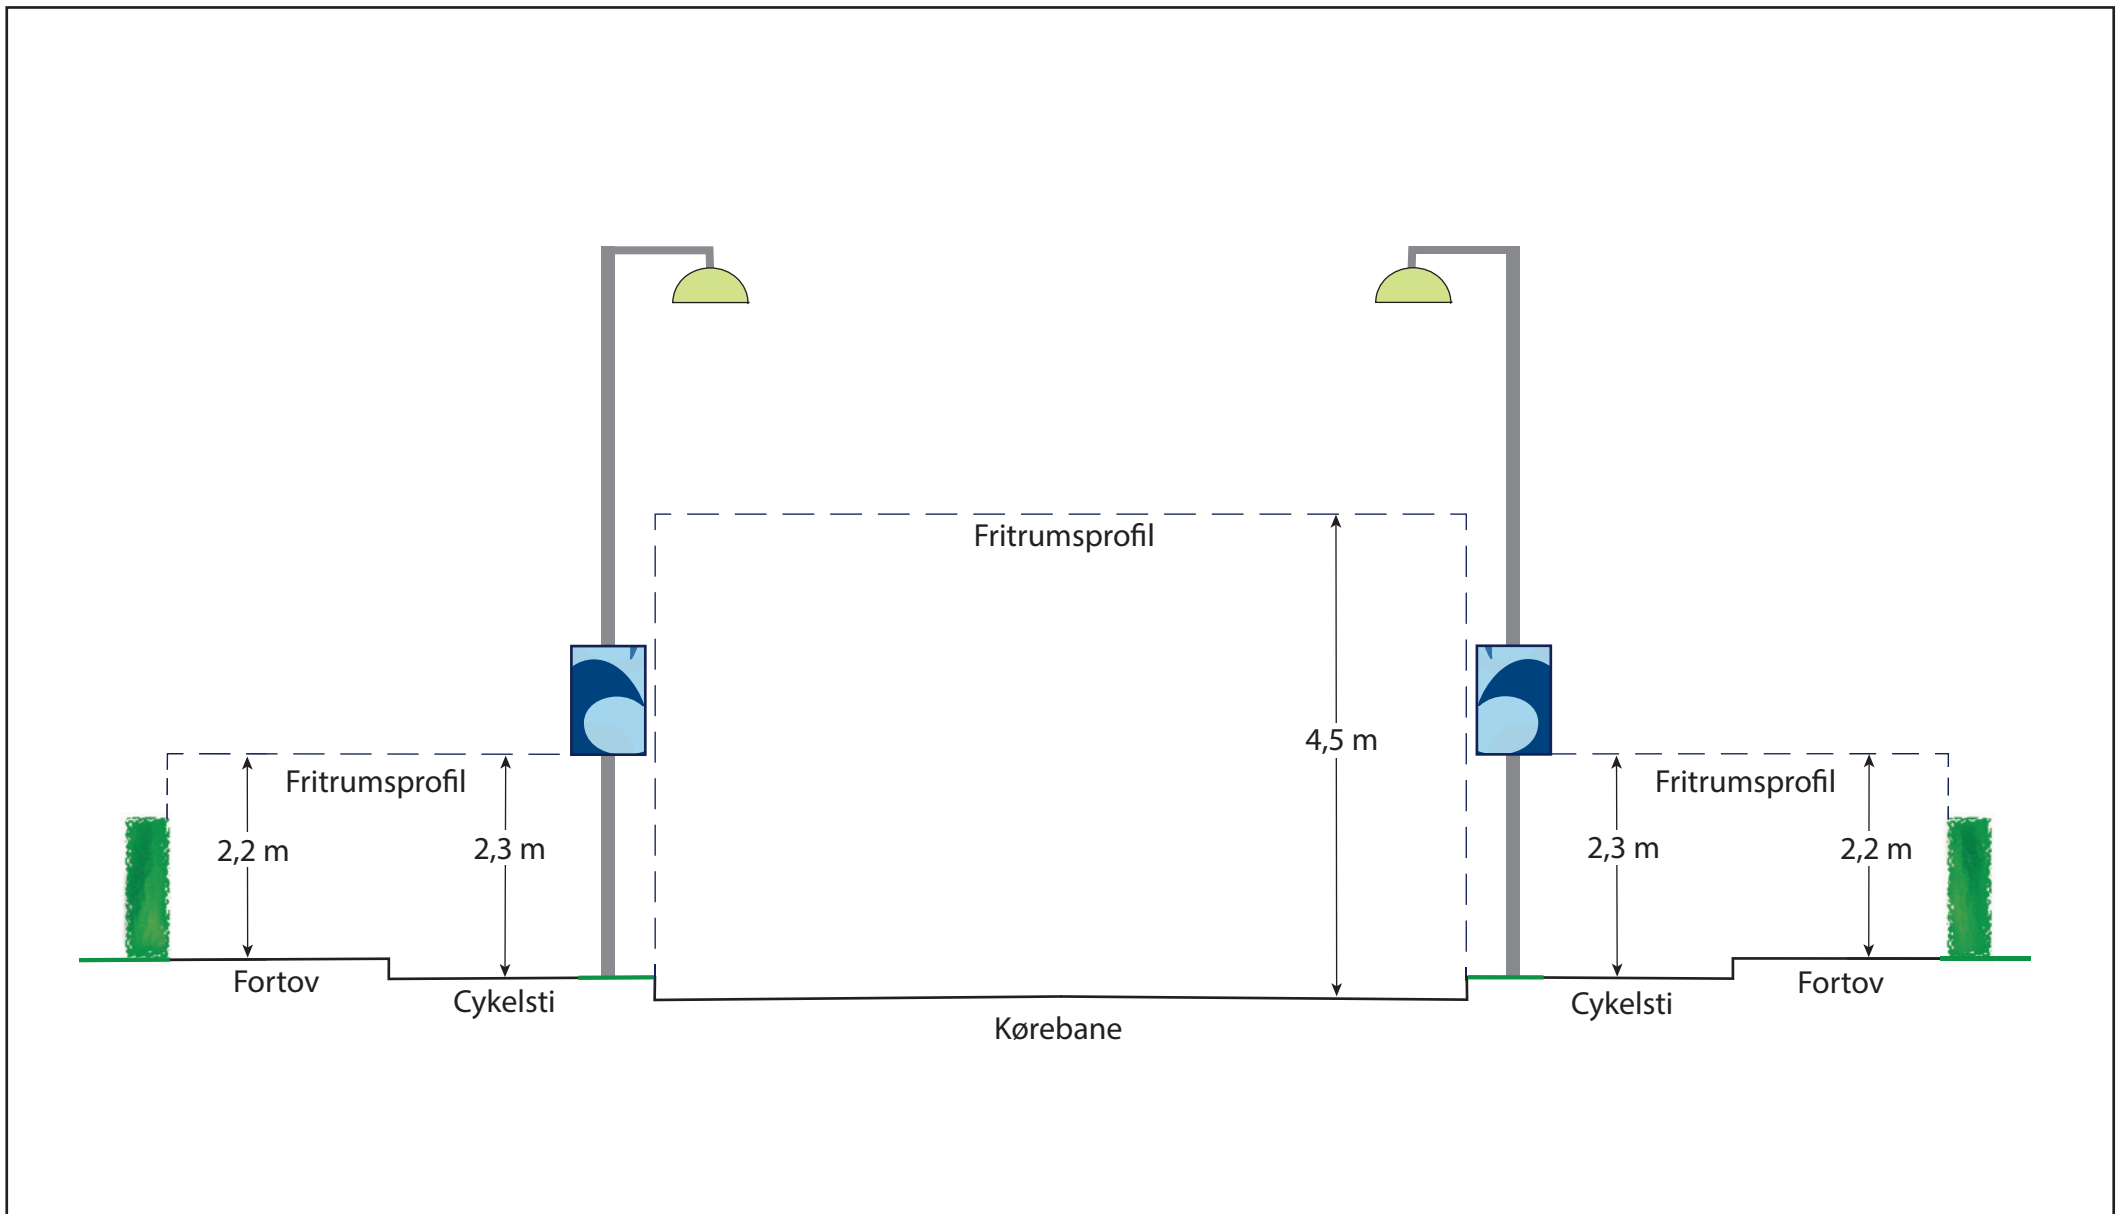 Fritrumsprofil
4,5 m
Fritrumsprofil
Fritrumsprofil
2,2 m
2,3 m
2,3 m
2,2 m
Fortov
Cykelsti
Kørebane
Cykelsti
Fortov